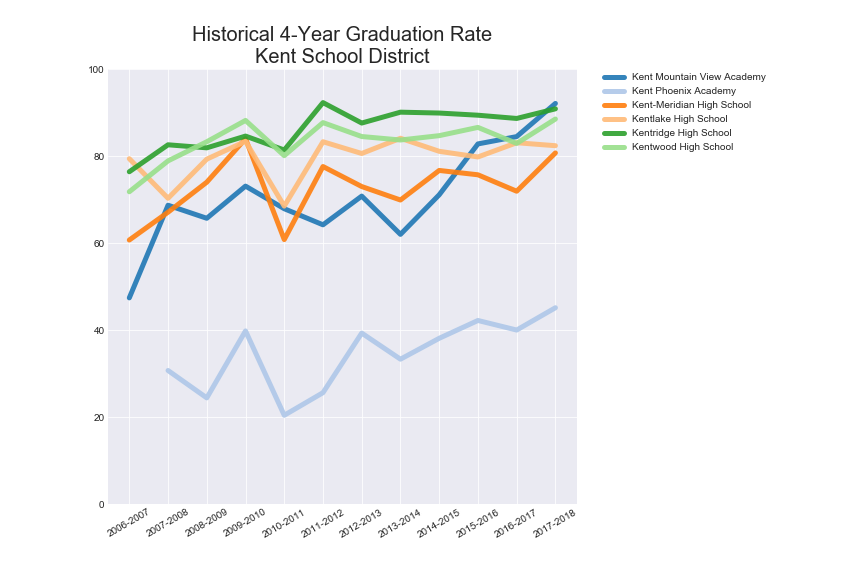 Historical 4-Year Graduation Rate
Kent School District
100
80
60
40
20
0
2006-2007
2007-2008
2008-2009
2009-2010
2010-2011
2011-2012
2012-2013
2013-2014
2014-2015
2015-2016
2016-2017
2017-2018
Kent Mountain View Academy
Kent Phoenix Academy
Kent-Meridian High School
Kentlake High School
Kentridge High School
Kentwood High School